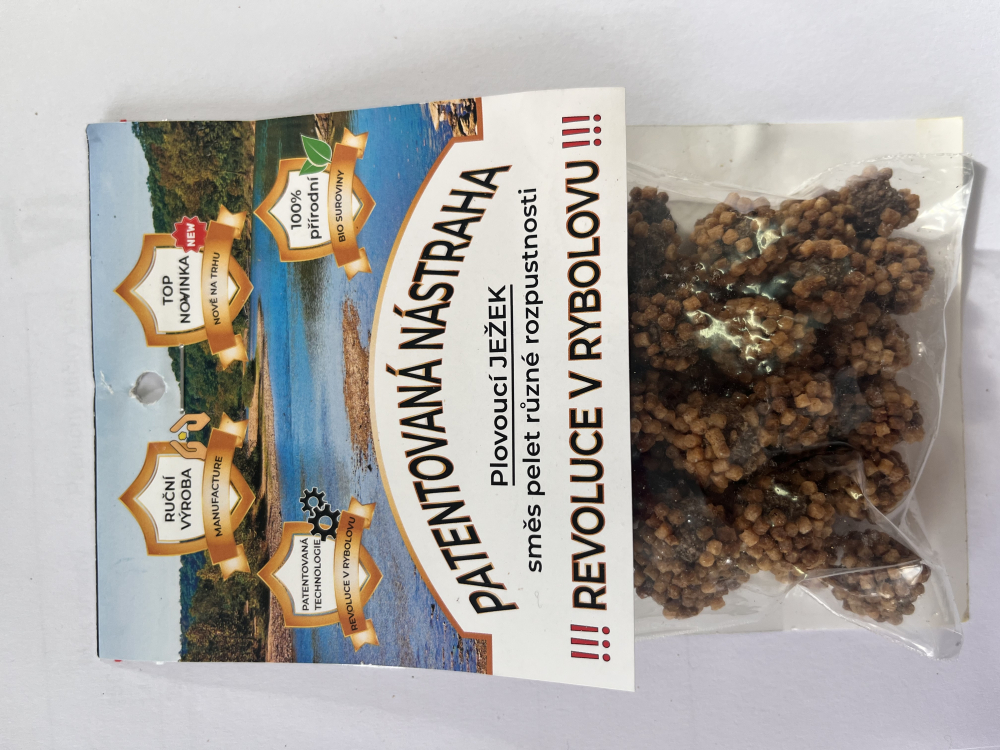 RUČNÍ
VÝROBA
MANUFACTURE
TOP
NOVINKA
NEW
NOVĚ NA TRHU
PATENTOVANÁ
TECHNOLOGIE
REVOLUCE V RYBOLOVU
100%
přírodní
BIO SUROVINY
PATENTOVANÁ NÁSTRAHA
Plovoucí JEŽEK
směs pelet různé rozpustnosti
!!! REVOLUCE V RYBOLOVU !!!